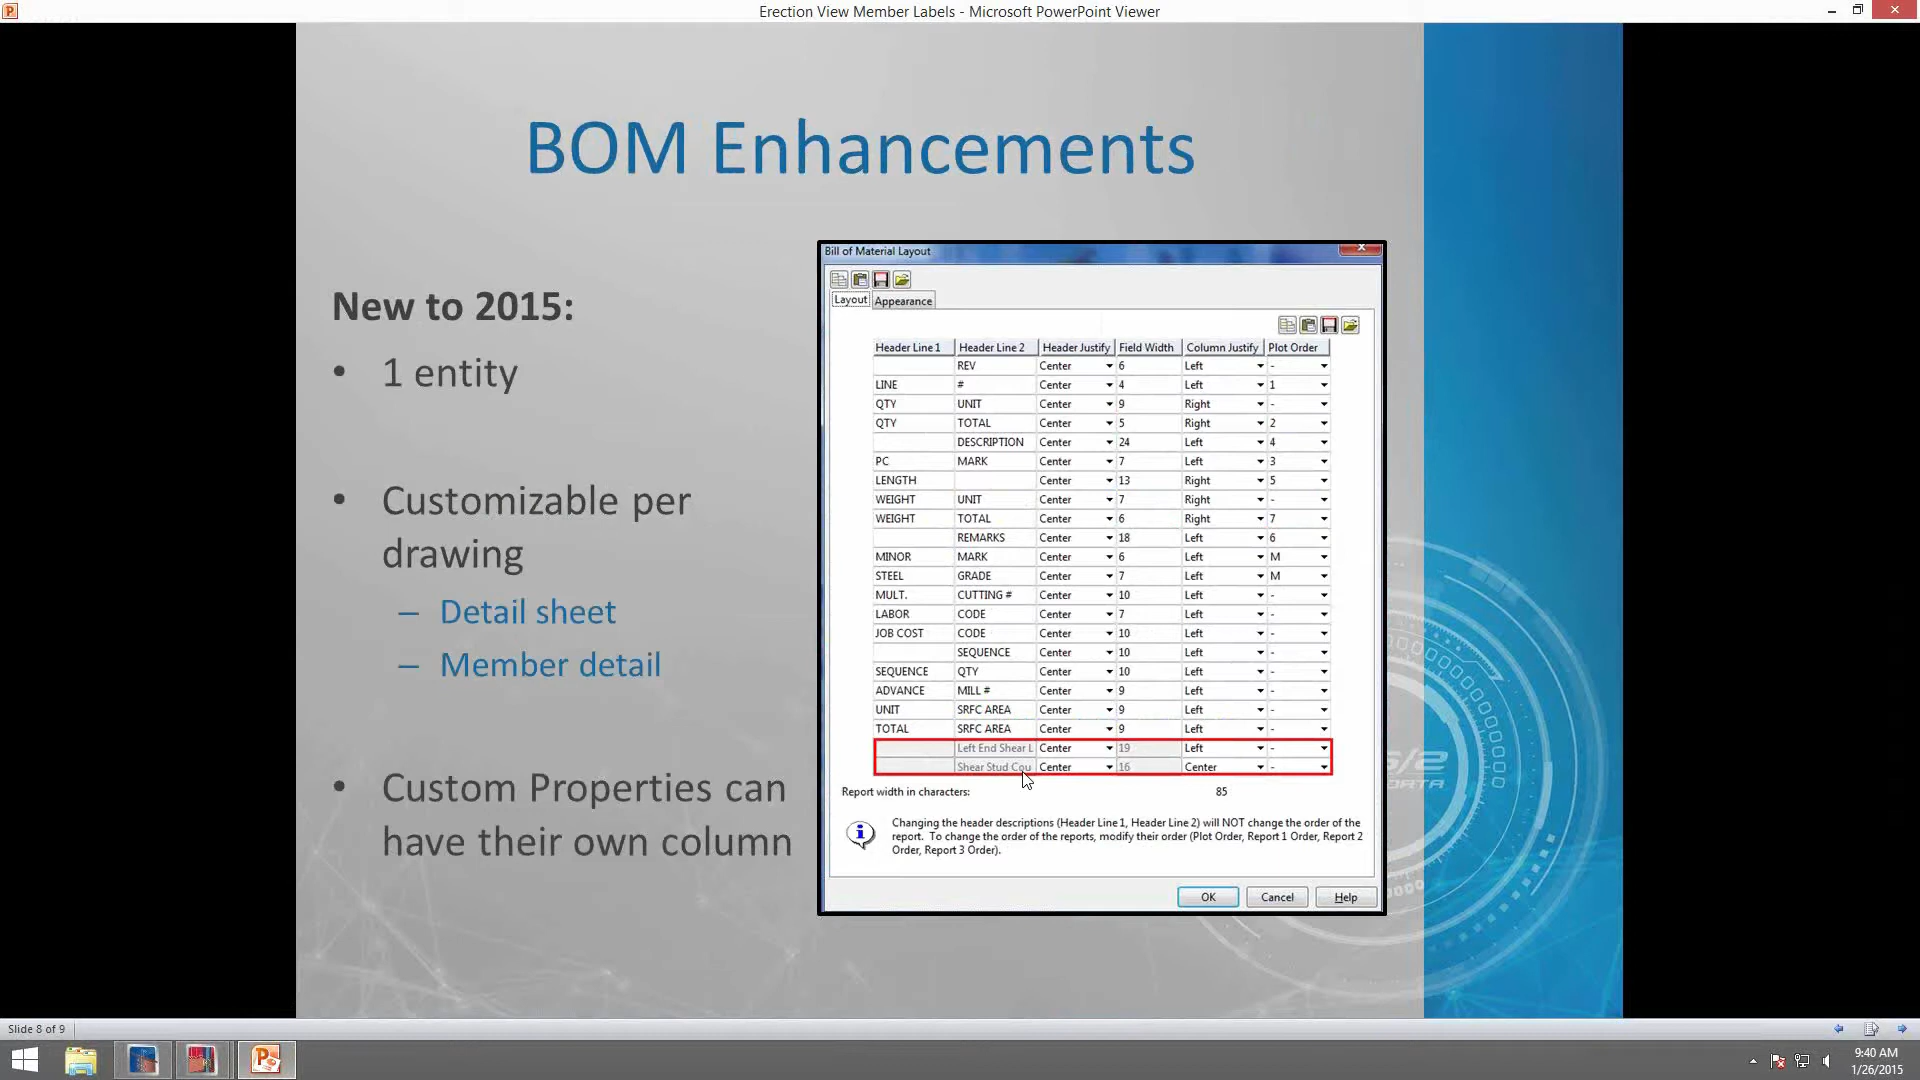 Erection View Member Labels - Microsoft PowerPoint Viewer
BOM Enhancements
New to 2015:
• 1 entity
• Customizable per
drawing
– Detail sheet
– Member detail
• Custom Properties can
have their own column
Bill of Material Layout
Layout Appearance
Header Line 1 Header Line 2 Header Justify Field Width Column Justify Plot Order
REV Center 6 Left -
LINE # Center 4 Left 1
QTY UNIT Center 9 Right -
QTY TOTAL Center 5 Right 2
DESCRIPTION Center 24 Left 4
PC MARK Center 7 Left 3
LENGTH Center 13 Right 5
WEIGHT UNIT Center 7 Right -
WEIGHT TOTAL Center 6 Right 7
REMARKS Center 18 Left 6
MINOR MARK Center 6 Left M
STEEL GRADE Center 7 Left M
MULT. CUTTING # Center 10 Left -
LABOR CODE Center 7 Left -
JOB COST CODE Center 10 Left -
SEQUENCE Center 10 Left -
SEQUENCE QTY Center 10 Left -
ADVANCE MILL # Center 9 Left -
UNIT SRFC AREA Center 9 Left -
TOTAL SRFC AREA Center 9 Left -
Left End Shear L Center 19 Left -
Shear Stud Cou Center 16 Center -
Report width in characters: 85
Changing the header descriptions (Header Line 1, Header Line 2) will NOT change the order of the
report. To change the order of the reports, modify their order (Plot Order, Report 1 Order, Report 2
Order, Report 3 Order).
OK Cancel Help
S/2
DATA
Slide 8 of 9
9:40 AM
1/26/2015